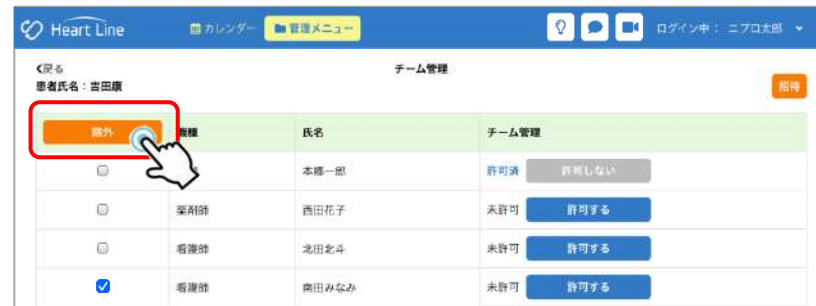 Heart Line カレンダー 管理メニュー ログイン中： ニプロ太郎
く戻る チーム管理
患者氏名：吉田康
招待
除外 職種 氏名 チーム管理
本郷一郎 許可済 許可しない
薬剤師 西田花子 未許可 許可する
看護師 北田北斗 未許可 許可する
看護師 南田みなみ 未許可 許可する